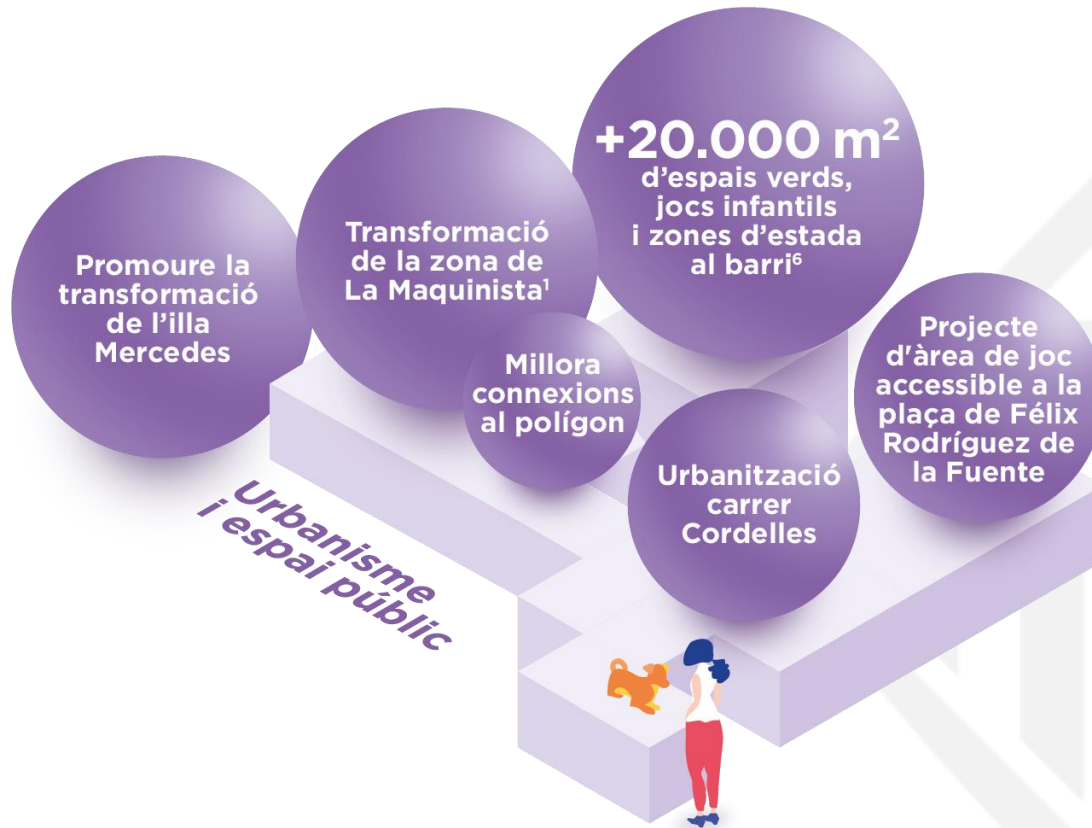 Promoure la
transformació
de l'illa
Mercedes
Transformació
de la zona de
La Maquinista¹
+20.000 m²
d'espais verds,
jocs infantils
i zones d'estada
al barri⁶
Millora
connexions
al polígon
Urbanització
carrer
Cordelles
Projecte
d'àrea de joc
accessible a la
plaça de Félix
Rodríguez de
la Fuente
Urbanisme
i espai públic